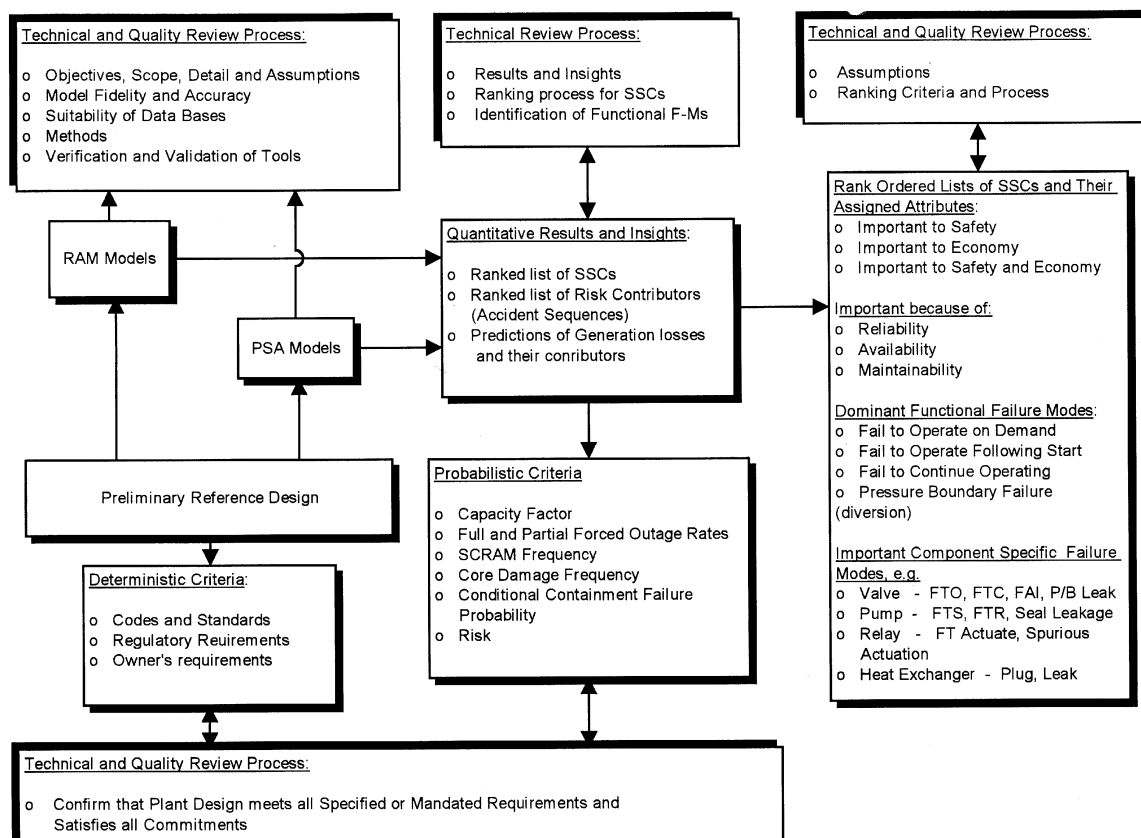 Technical and Quality Review Process:
o Objectives, Scope, Detail and Assumptions
o Model Fidelity and Accuracy
o Suitability of Data Bases
o Methods
o Verification and Validation of Tools
Technical Review Process:
o Results and Insights
o Ranking process for SSCs
o Identification of Functional F-Ms
Technical and Quality Review Process:
o Assumptions
o Ranking Criteria and Process
RAM Models
PSA Models
Quantitative Results and Insights:
o Ranked list of SSCs
o Ranked list of Risk Contributors
(Accident Sequences)
o Predictions of Generation losses
and their conributors
Rank Ordered Lists of SSCs and Their
Assigned Attributes:
o Important to Safety
o Important to Economy
o Important to Safety and Economy
Important because of:
o Reliability
o Availability
o Maintainability
Dominant Functional Failure Modes:
o Fail to Operate on Demand
o Fail to Operate Following Start
o Fail to Continue Operating
o Pressure Boundary Failure
(diversion)
Important Component Specific Failure
Modes, e.g.
o Valve - FTO, FTC, FAI, P/B Leak
o Pump - FTS, FTR, Seal Leakage
o Relay - FT Actuate, Spurious
Actuation
o Heat Exchanger - Plug, Leak
Preliminary Reference Design
Deterministic Criteria:
o Codes and Standards
o Regulatory Reuirements
o Owner's requirements
Probabilistic Criteria
o Capacity Factor
o Full and Partial Forced Outage Rates
o SCRAM Frequency
o Core Damage Frequency
o Conditional Containment Failure
Probability
o Risk
Technical and Quality Review Process:
o Confirm that Plant Design meets all Specified or Mandated Requirements and
Satisfies all Commitments